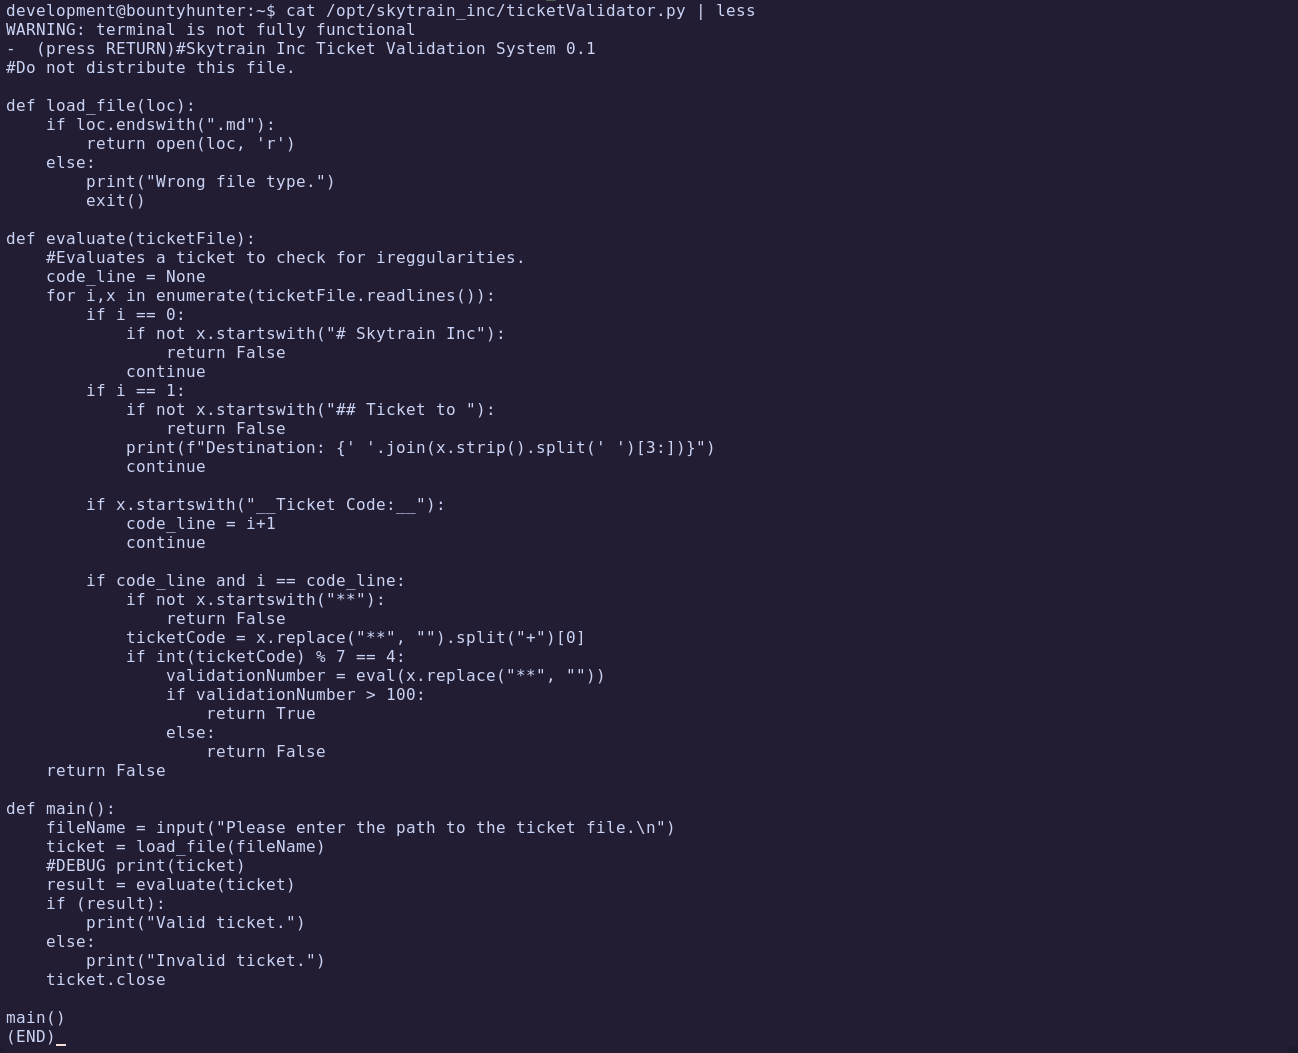 development@bountyhunter:~$ cat /opt/skytrain_inc/ticketValidator.py | less
WARNING: terminal is not fully functional
-  (press RETURN)#Skytrain Inc Ticket Validation System 0.1
#Do not distribute this file.

def load_file(loc):
    if loc.endswith(".md"):
        return open(loc, 'r')
    else:
        print("Wrong file type.")
        exit()

def evaluate(ticketFile):
    #Evaluates a ticket to check for ireggularities.
    code_line = None
    for i,x in enumerate(ticketFile.readlines()):
        if i == 0:
            if not x.startswith("# Skytrain Inc"):
                return False
            continue
        if i == 1:
            if not x.startswith("## Ticket to "):
                return False
            print(f"Destination: {' '.join(x.strip().split(' ')[3:])}")
            continue

        if x.startswith("__Ticket Code:__"):
            code_line = i+1
            continue

        if code_line and i == code_line:
            if not x.startswith("**"):
                return False
            ticketCode = x.replace("**", "").split("+")[0]
            if int(ticketCode) % 7 == 4:
                validationNumber = eval(x.replace("**", ""))
                if validationNumber > 100:
                    return True
                else:
                    return False
    return False

def main():
    fileName = input("Please enter the path to the ticket file.\n")
    ticket = load_file(fileName)
    #DEBUG print(ticket)
    result = evaluate(ticket)
    if (result):
        print("Valid ticket.")
    else:
        print("Invalid ticket.")
    ticket.close

main()
(END)